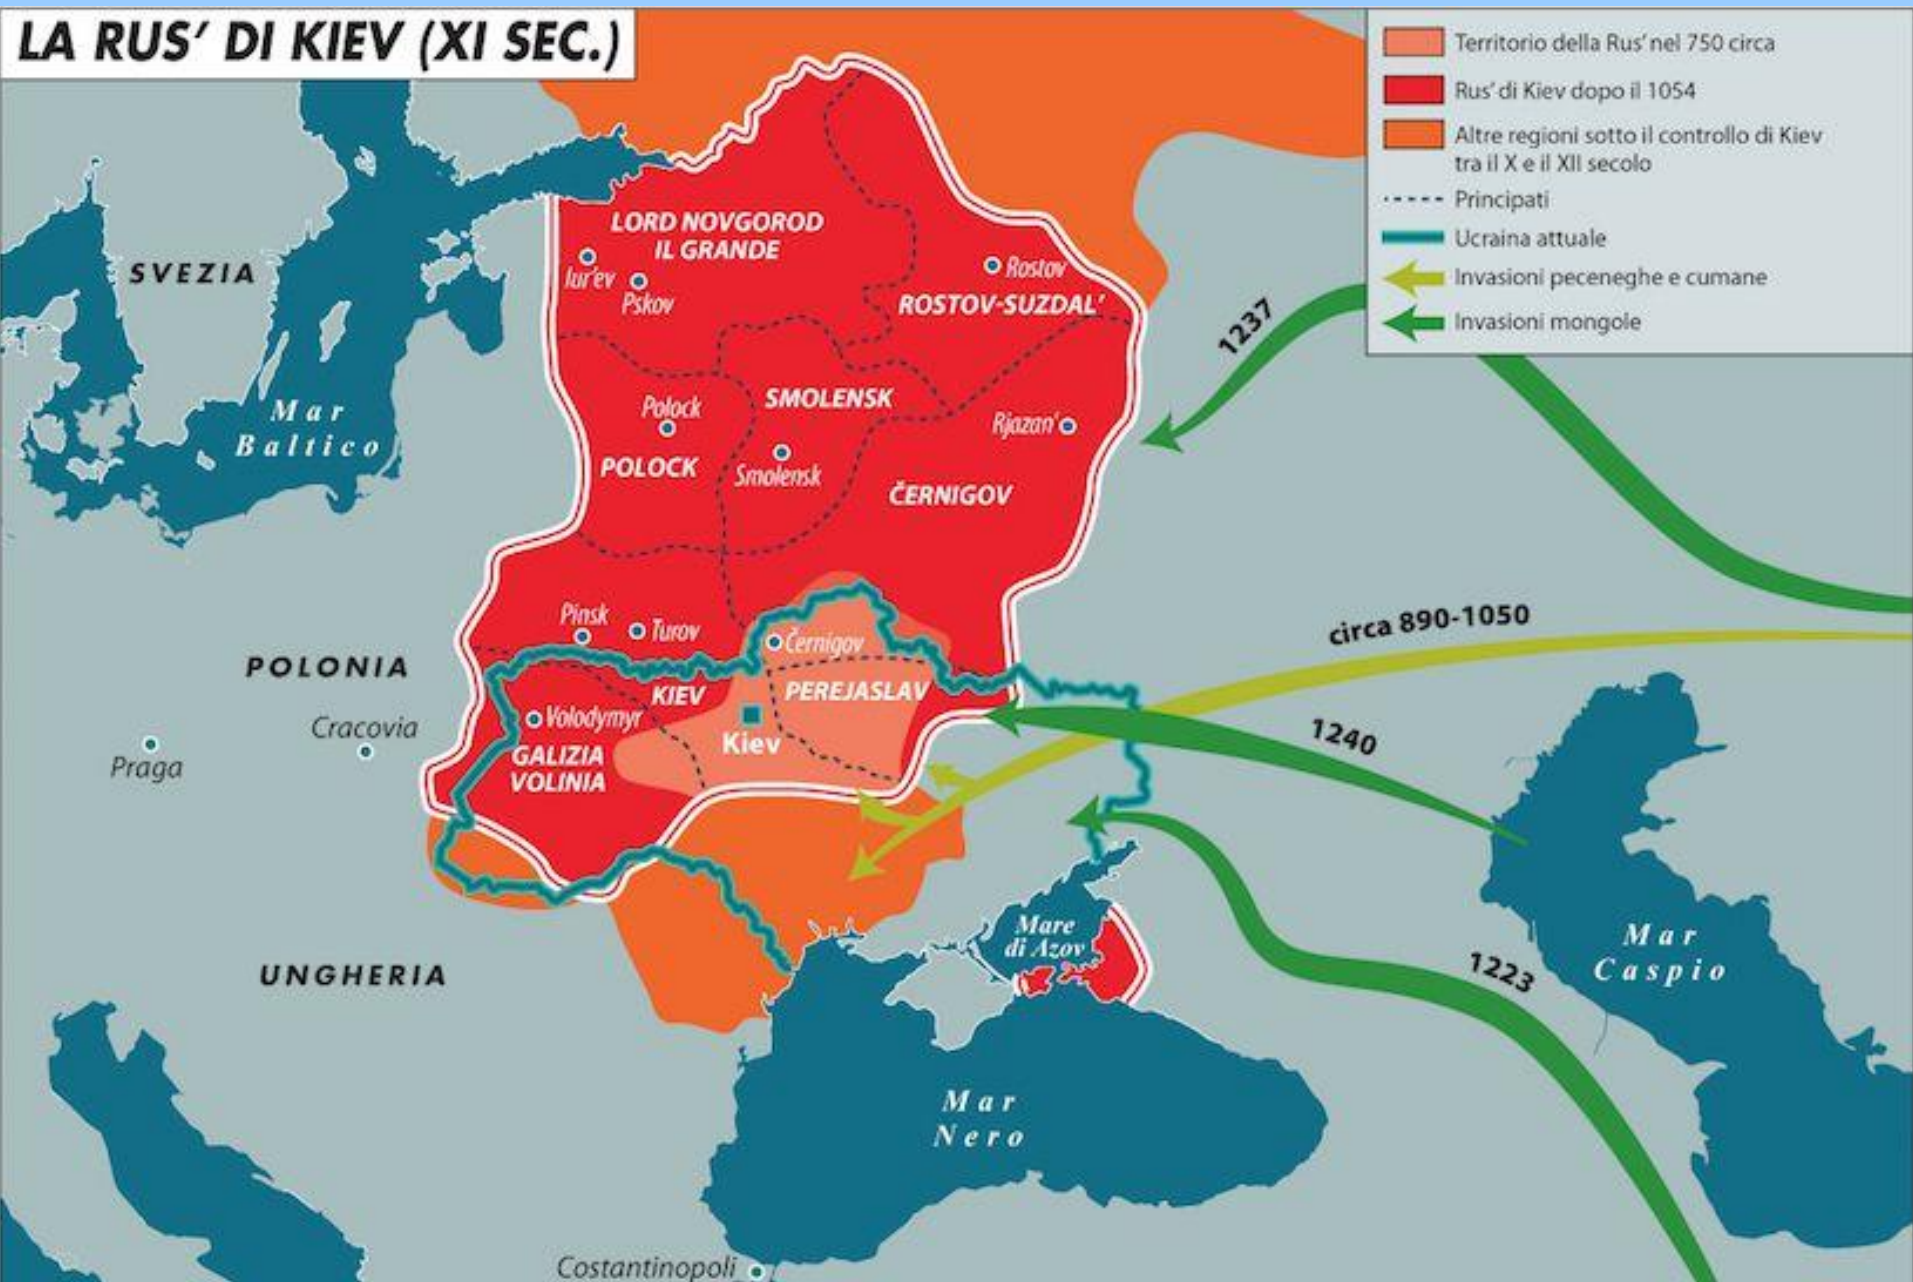 LA RUS’ DI KIEV (XI SEC.)
Territorio della Rus’ nel 750 circa
Rus’ di Kiev dopo il 1054
Altre regioni sotto il controllo di Kiev
tra il X e il XII secolo
Principati
Ucraina attuale
Invasioni peceneghe e cumane
Invasioni mongole
LORD NOVGOROD
IL GRANDE
Iur’ev
Pskov
Rostov
ROSTOV-SUZDAL’
SVEZIA
1237
Mar
Baltico
Polock
SMOLENSK
Rjazan’
POLOCK
Smolensk
ČERNIGOV
Pinsk
Turov
Černigov
circa 890-1050
POLONIA
KIEV
PEREJASLAV
Cracovia
Volodymyr
Kiev
1240
Praga
GALIZIA
VOLINIA
Mare
di Azov
Mar
Caspio
UNGHERIA
1223
Mar
Nero
Costantinopoli